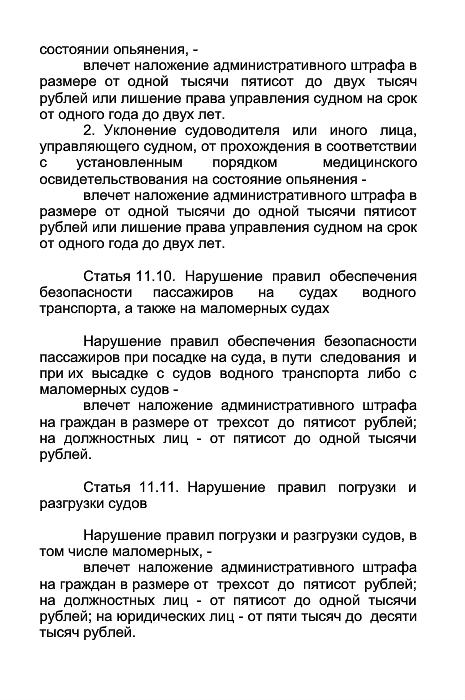 состоянии опьянения, -
влечет наложение административного штрафа в
размере от одной тысячи пятисот до двух тысяч
рублей или лишение права управления судном на срок
от одного года до двух лет.
2. Уклонение судоводителя или иного лица,
управляющего судном, от прохождения в соответствии
с установленным порядком медицинского
освидетельствования на состояние опьянения -
влечет наложение административного штрафа в
размере от одной тысячи до одной тысячи пятисот
рублей или лишение права управления судном на срок
от одного года до двух лет.
Статья 11.10. Нарушение правил обеспечения
безопасности пассажиров на судах водного
транспорта, а также на маломерных судах
Нарушение правил обеспечения безопасности
пассажиров при посадке на суда, в пути следования и
при их высадке с судов водного транспорта либо с
маломерных судов -
влечет наложение административного штрафа
на граждан в размере от трехсот до пятисот рублей;
на должностных лиц - от пятисот до одной тысячи
рублей.
Статья 11.11. Нарушение правил погрузки и
разгрузки судов
Нарушение правил погрузки и разгрузки судов, в
том числе маломерных, -
влечет наложение административного штрафа
на граждан в размере от трехсот до пятисот рублей;
на должностных лиц - от пятисот до одной тысячи
рублей; на юридических лиц - от пяти тысяч до десяти
тысяч рублей.